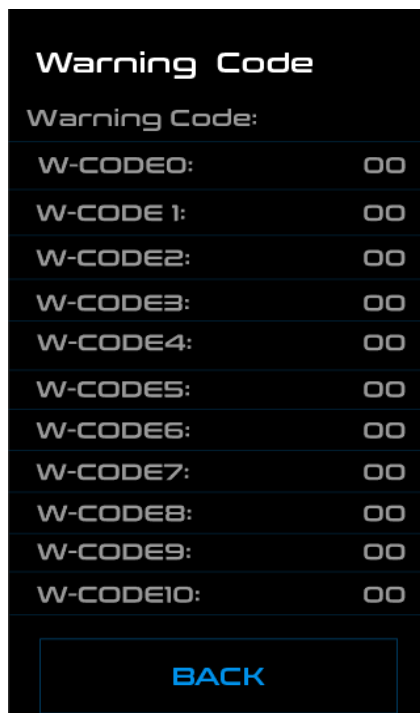 Warning Code
Warning Code:
W-CODE0: 00
W-CODE 1: 00
W-CODE2: 00
W-CODE3: 00
W-CODE4: 00
W-CODE5: 00
W-CODE6: 00
W-CODE7: 00
W-CODE8: 00
W-CODE9: 00
W-CODE10: 00
BACK